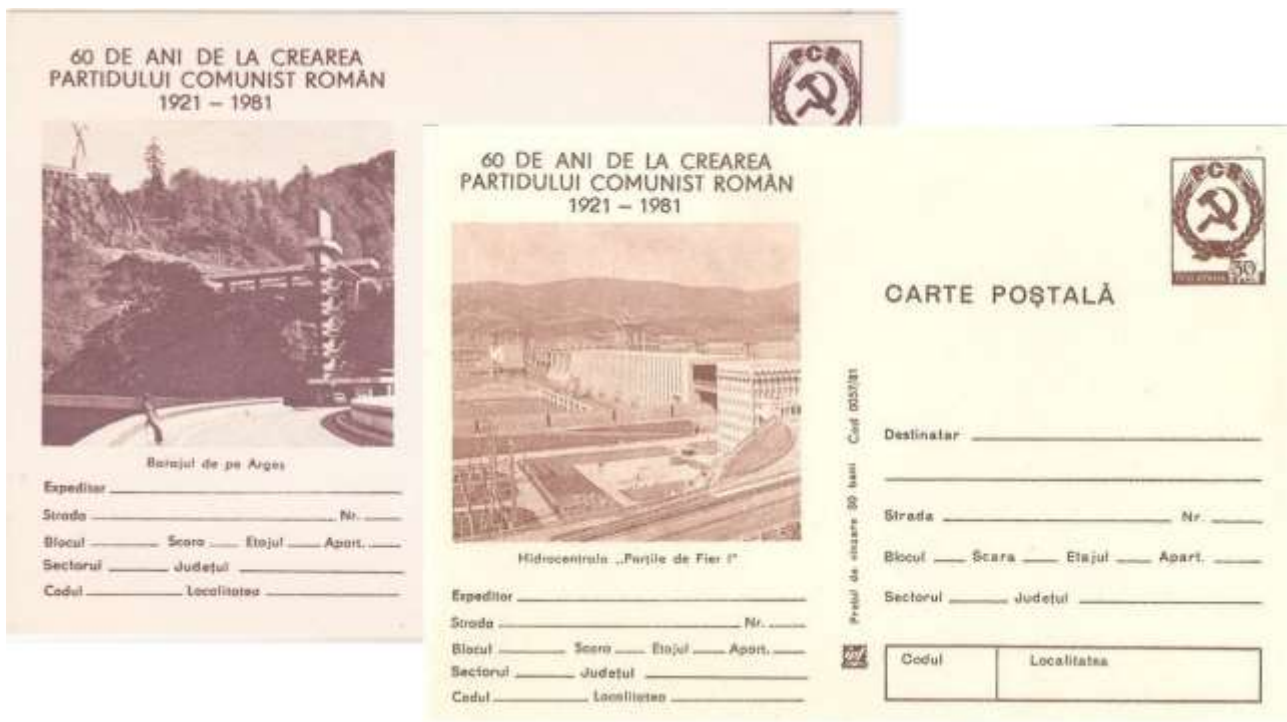 60 DE ANI DE LA CREAREA
PARTIDULUI COMUNIST ROMÂN
1921 – 1981
PCR
Barajul de pe Argeș
Expeditor
Strada Nr.
Blocul Scara Etajul Apart.
Sectorul Județul
Codul Localitatea
60 DE ANI DE LA CREAREA
PARTIDULUI COMUNIST ROMÂN
1921 – 1981
Hidrocentrala „Porțile de Fier I"
Expeditor
Strada Nr.
Blocul Scara Etajul Apart.
Sectorul Județul
Codul Localitatea
Prețul de vînzare 50 bani Cod 0057/81
PCR
50
CARTE POȘTALĂ
Destinatar
Strada Nr.
Blocul Scara Etajul Apart.
Sectorul Județul
Codul Localitatea